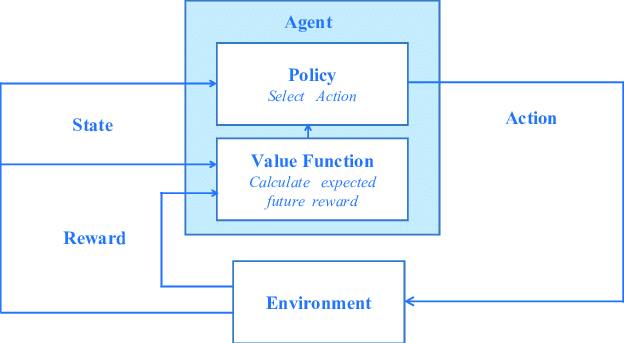 Agent
Policy
Select Action
State
Action
Value Function
Calculate expected
future reward
Reward
Environment